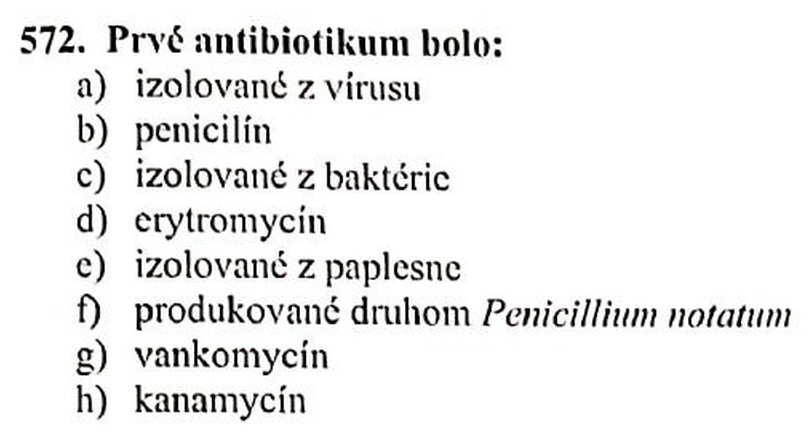 572. Prvé antibiotikum bolo:
a) izolované z vírusu
b) penicilín
c) izolované z baktérie
d) erytromycín
e) izolované z paplesne
f) produkované druhom Penicillium notatum
g) vankomycín
h) kanamycín